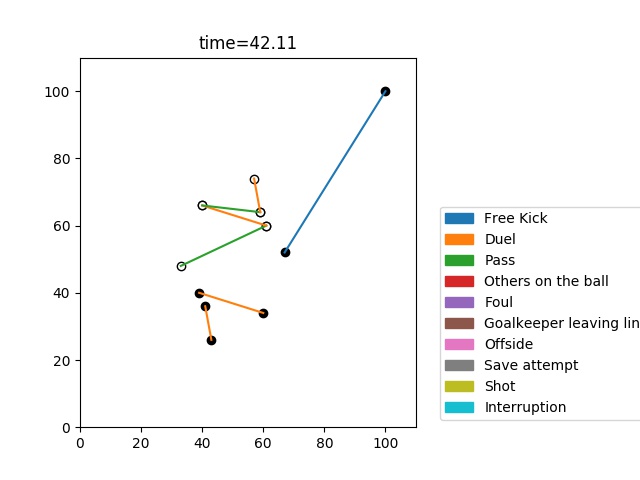 time=42.11
100
80
60
40
20
0
0 20 40 60 80 100
Free Kick
Duel
Pass
Others on the ball
Foul
Goalkeeper leaving lin
Offside
Save attempt
Shot
Interruption